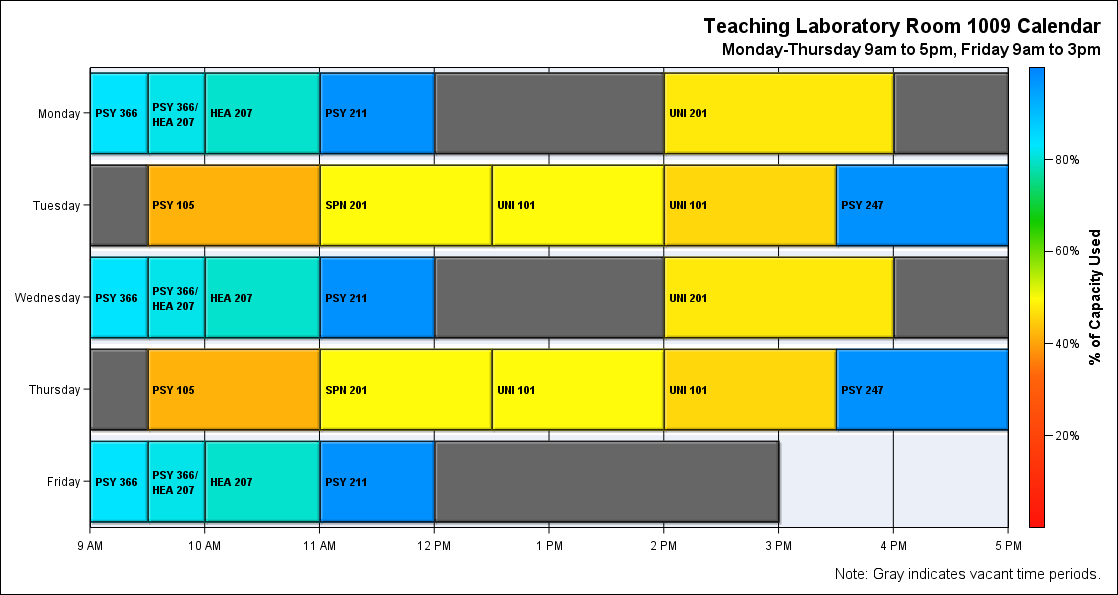 Teaching Laboratory Room 1009 Calendar
Monday-Thursday 9am to 5pm, Friday 9am to 3pm
Monday
PSY 366
PSY 366/
HEA 207
HEA 207
PSY 211
UNI 201
Tuesday
PSY 105
SPN 201
UNI 101
UNI 101
PSY 247
Wednesday
PSY 366
PSY 366/
HEA 207
HEA 207
PSY 211
UNI 201
Thursday
PSY 105
SPN 201
UNI 101
UNI 101
PSY 247
Friday
PSY 366
PSY 366/
HEA 207
HEA 207
PSY 211
9 AM
10 AM
11 AM
12 PM
1 PM
2 PM
3 PM
4 PM
5 PM
80%
60%
40%
20%
% of Capacity Used
Note: Gray indicates vacant time periods.